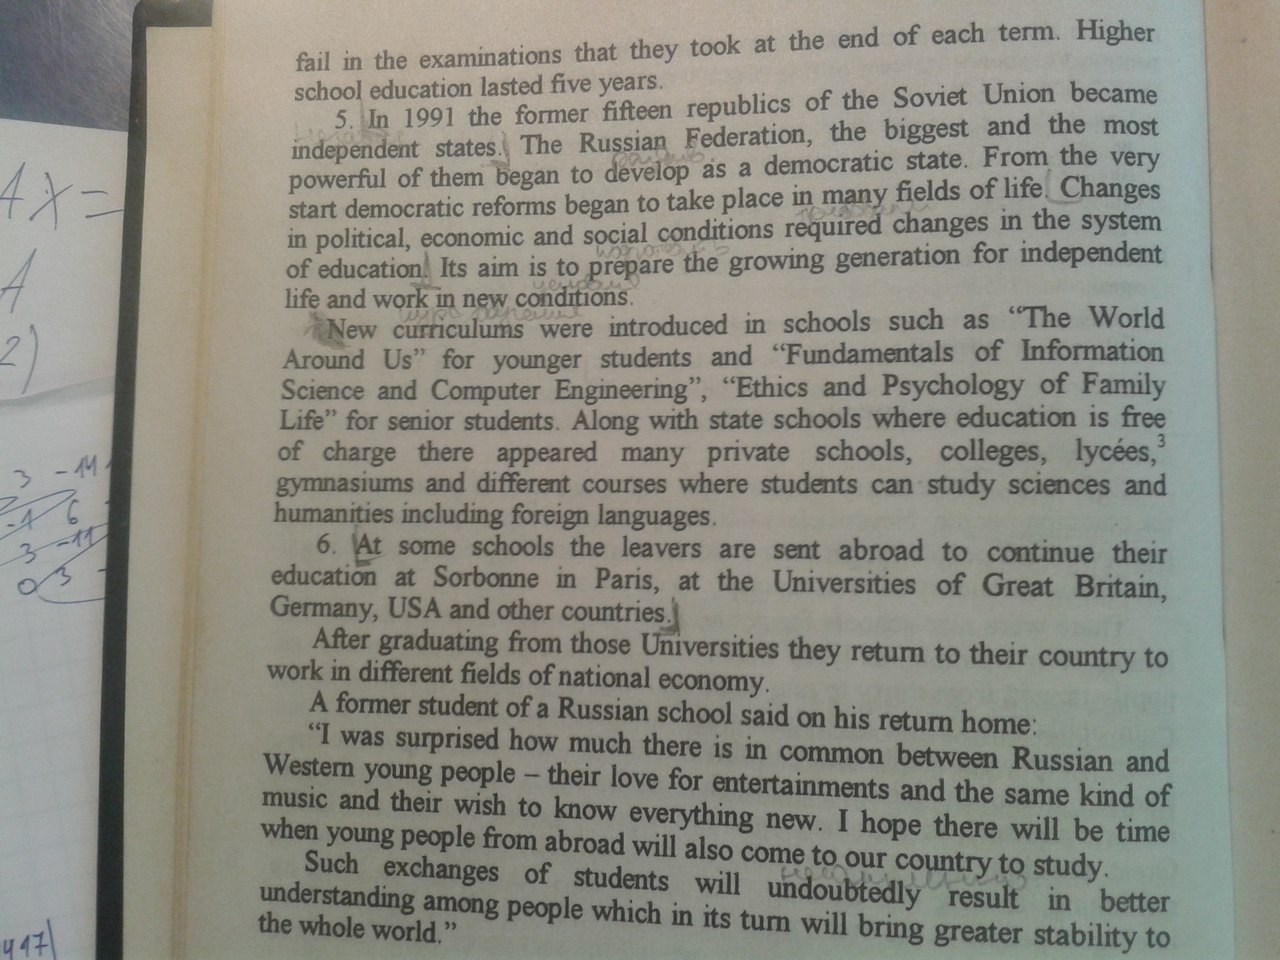 fail in the examinations that they took at the end of each term. Higher
school education lasted five years.
5. In 1991 the former fifteen republics of the Soviet Union became
independent states. The Russian Federation, the biggest and the most
powerful of them began to develop as a democratic state. From the very
start democratic reforms began to take place in many fields of life. Changes
in political, economic and social conditions required changes in the system
of education. Its aim is to prepare the growing generation for independent
life and work in new conditions.
New curriculums were introduced in schools such as “The World
Around Us” for younger students and “Fundamentals of Information
Science and Computer Engineering”, “Ethics and Psychology of Family
Life” for senior students. Along with state schools where education is free
of charge there appeared many private schools, colleges, lycées,³
gymnasiums and different courses where students can study sciences and
humanities including foreign languages.
6. At some schools the leavers are sent abroad to continue their
education at Sorbonne in Paris, at the Universities of Great Britain,
Germany, USA and other countries.
After graduating from those Universities they return to their country to
work in different fields of national economy.
A former student of a Russian school said on his return home:
“I was surprised how much there is in common between Russian and
Western young people – their love for entertainments and the same kind of
music and their wish to know everything new. I hope there will be time
when young people from abroad will also come to our country to study.
Such exchanges of students will undoubtedly result in better
understanding among people which in its turn will bring greater stability to
the whole world.”
Ax=
A
2)
3 -14
-1 6
3 -11
0 3 -